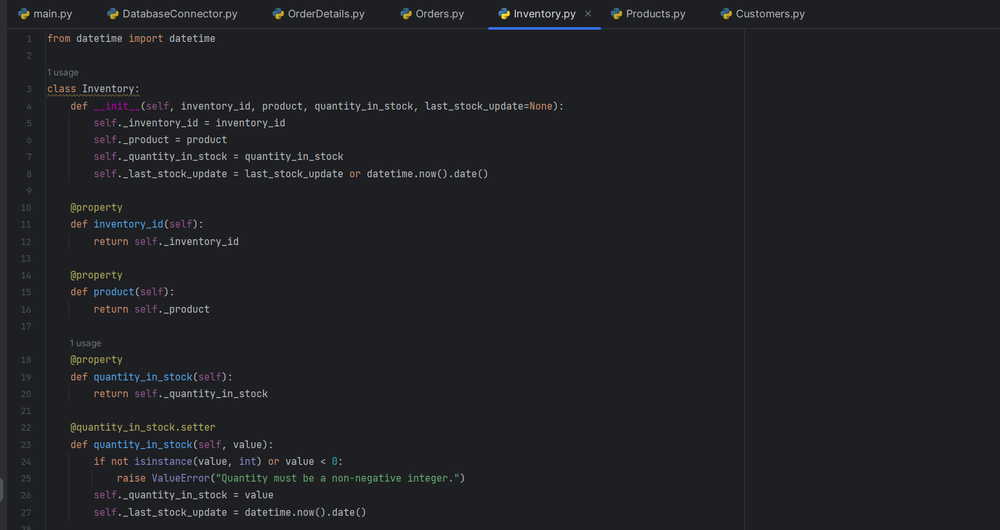 main.py DatabaseConnector.py OrderDetails.py Orders.py Inventory.py Products.py Customers.py
1 from datetime import datetime
2
1 usage
3 class Inventory:
4     def __init__(self, inventory_id, product, quantity_in_stock, last_stock_update=None):
5         self._inventory_id = inventory_id
6         self._product = product
7         self._quantity_in_stock = quantity_in_stock
8         self._last_stock_update = last_stock_update or datetime.now().date()
9
10     @property
11     def inventory_id(self):
12         return self._inventory_id
13
14     @property
15     def product(self):
16         return self._product
17
1 usage
18     @property
19     def quantity_in_stock(self):
20         return self._quantity_in_stock
21
22     @quantity_in_stock.setter
23     def quantity_in_stock(self, value):
24         if not isinstance(value, int) or value < 0:
25             raise ValueError("Quantity must be a non-negative integer.")
26         self._quantity_in_stock = value
27         self._last_stock_update = datetime.now().date()
28